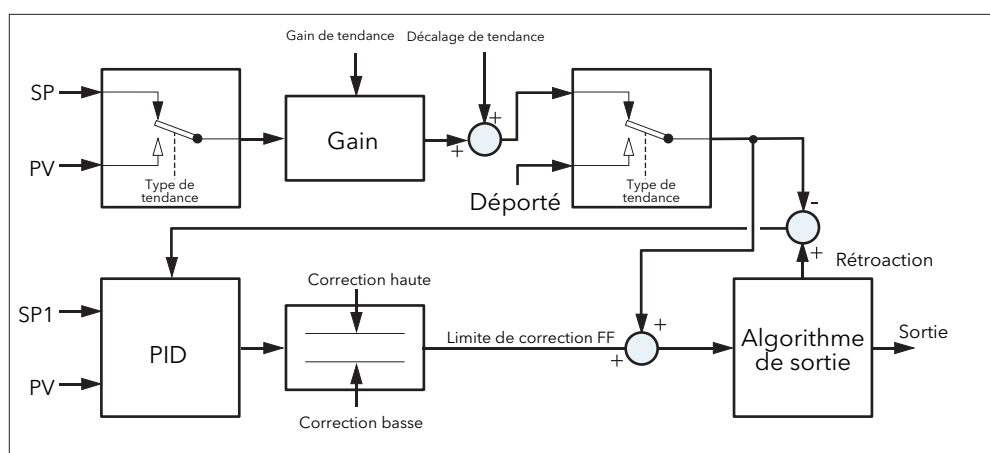 Gain de tendance
Décalage de tendance
SP
PV
Type de
tendance
Gain
+
+
Déporté
Type de
tendance
-
+
Rétroaction
SP1
PV
PID
Correction haute
Correction basse
Limite de correction FF
+
+
Algorithme
de sortie
Sortie